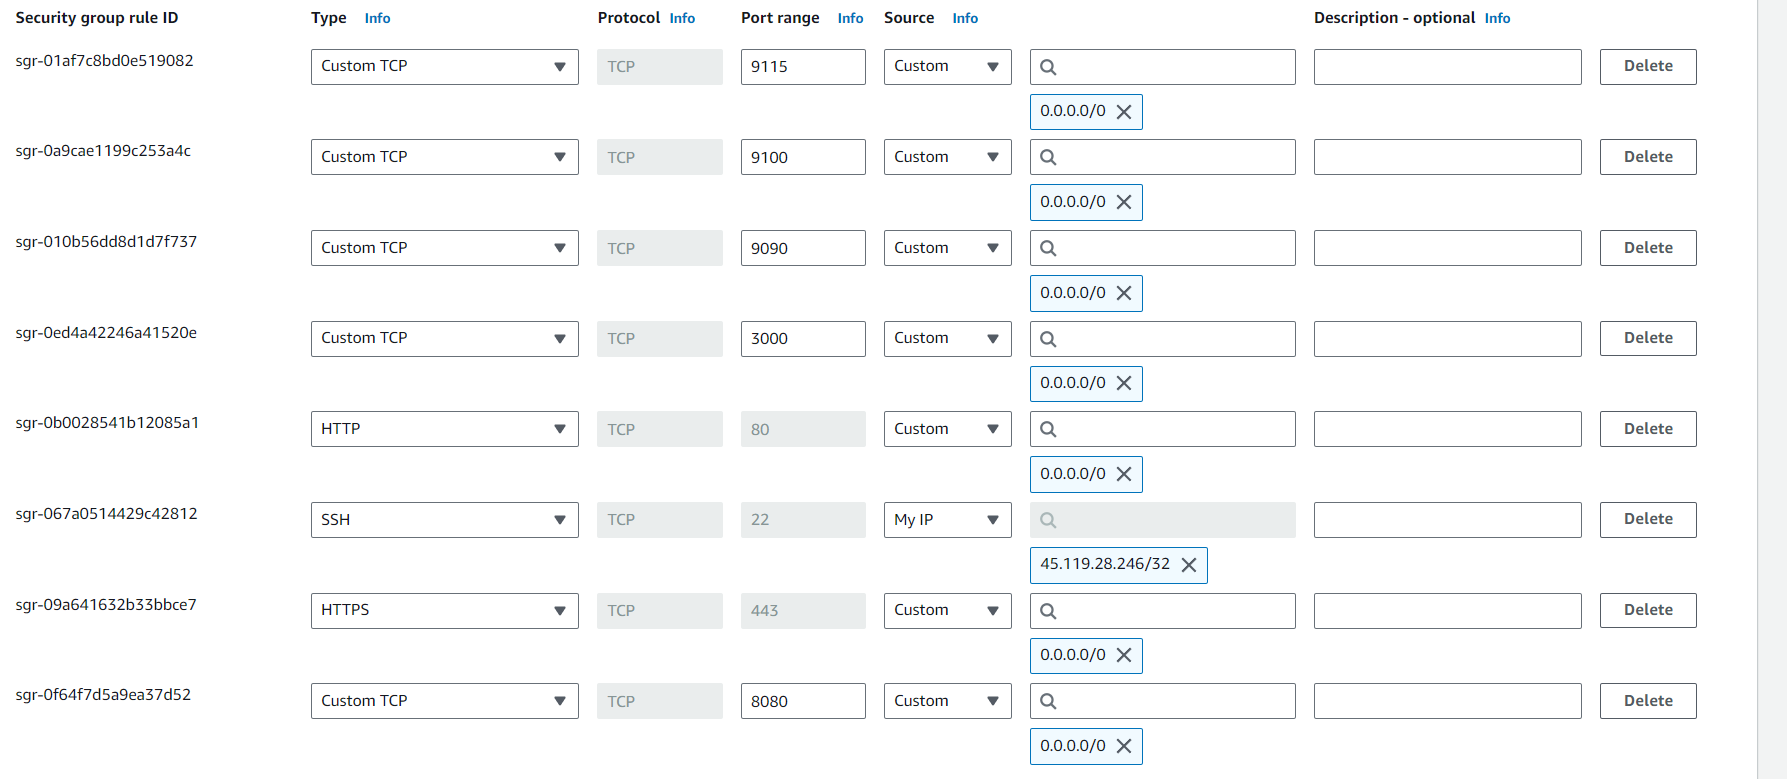 Security group rule ID Type Info Protocol Info Port range Info Source Info Description - optional Info
sgr-01af7c8bd0e519082 Custom TCP TCP 9115 Custom Delete
0.0.0.0/0
sgr-0a9cae1199c253a4c Custom TCP TCP 9100 Custom Delete
0.0.0.0/0
sgr-010b56dd8d1d7f737 Custom TCP TCP 9090 Custom Delete
0.0.0.0/0
sgr-0ed4a42246a41520e Custom TCP TCP 3000 Custom Delete
0.0.0.0/0
sgr-0b0028541b12085a1 HTTP TCP 80 Custom Delete
0.0.0.0/0
sgr-067a0514429c42812 SSH TCP 22 My IP Delete
45.119.28.246/32
sgr-09a641632b33bbce7 HTTPS TCP 443 Custom Delete
0.0.0.0/0
sgr-0f64f7d5a9ea37d52 Custom TCP TCP 8080 Custom Delete
0.0.0.0/0